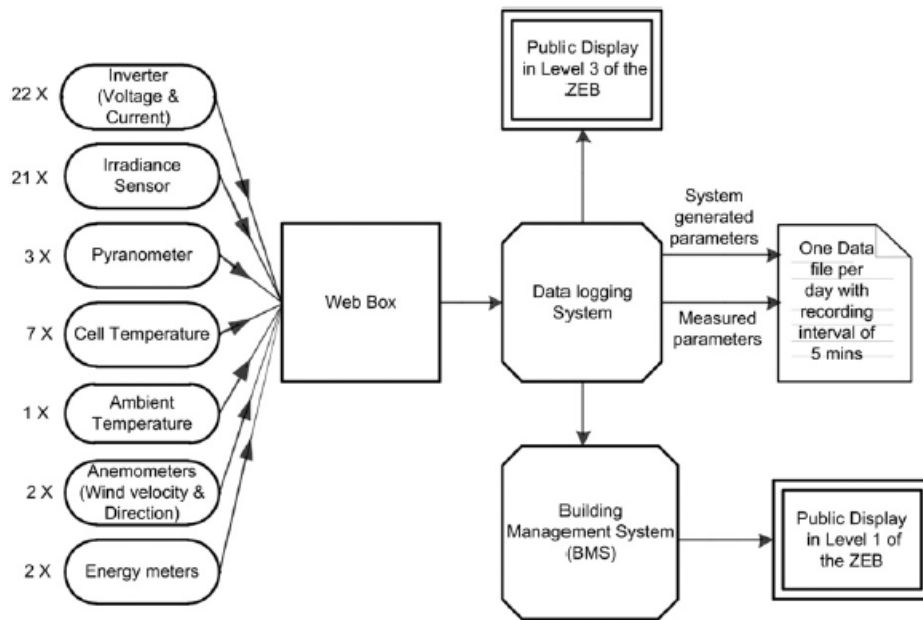 22 X
Inverter
(Voltage &
Current)
21 X
Irradiance
Sensor
3 X
Pyranometer
7 X
Cell Temperature
1 X
Ambient
Temperature
2 X
Anemometers
(Wind velocity &
Direction)
2 X
Energy meters
Web Box
Public Display
in Level 3 of the
ZEB
Data logging
System
System
generated
parameters
Measured
parameters
One Data
file per
day with
recording
interval of
5 mins
Building
Management System
(BMS)
Public Display
in Level 1 of
the ZEB